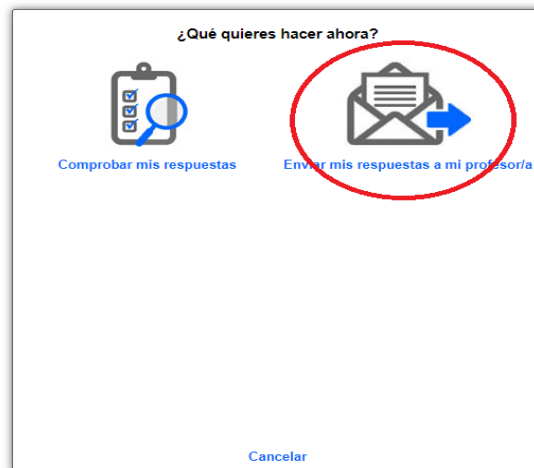 ¿Qué quieres hacer ahora?
Comprobar mis respuestas
Enviar mis respuestas a mi profesor/a
Cancelar